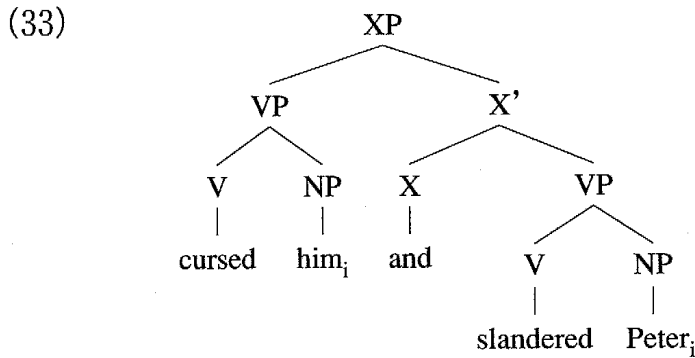 (33)
XP
VP X'
V NP X VP
cursed himi and V NP
slandered Peteri